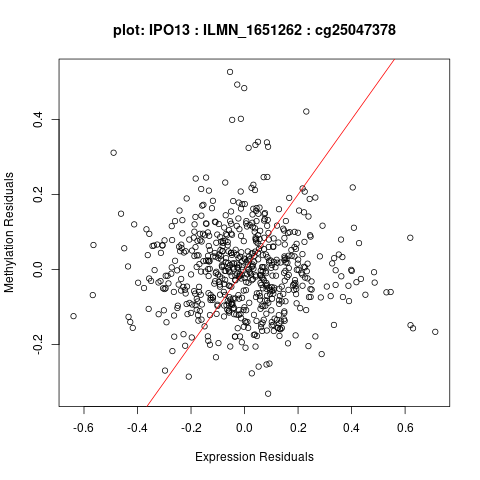 plot: IPO13 : ILMN_1651262 : cg25047378
Methylation Residuals
0.4
0.2
0.0
-0.2
-0.6 -0.4 -0.2 0.0 0.2 0.4 0.6
Expression Residuals